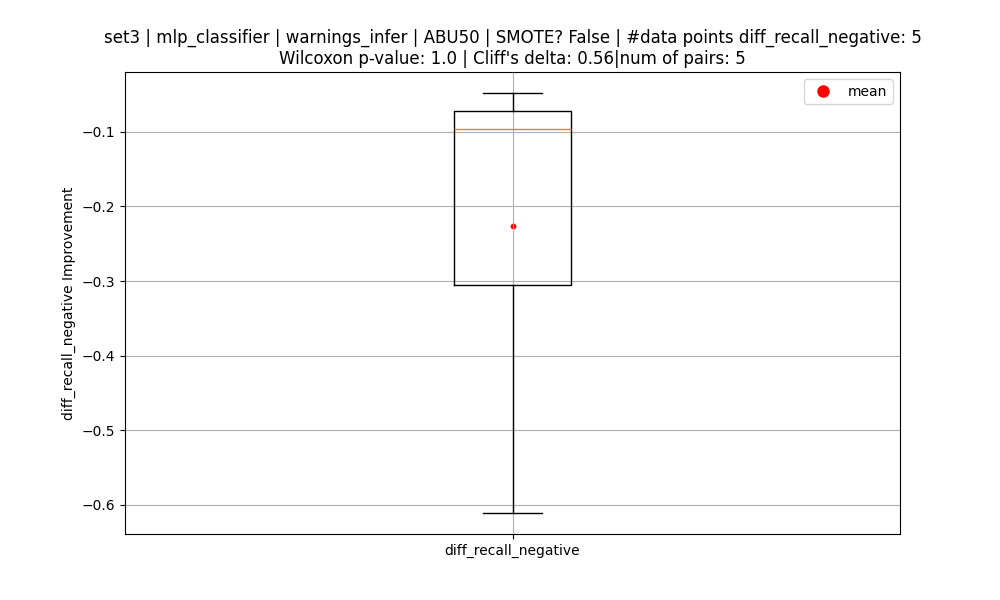 set3 | mlp_classifier | warnings_infer | ABU50 | SMOTE? False | #data points diff_recall_negative: 5
Wilcoxon p-value: 1.0 | Cliff's delta: 0.56|num of pairs: 5
mean
−0.1
−0.2
−0.3
−0.4
−0.5
−0.6
diff_recall_negative Improvement
diff_recall_negative